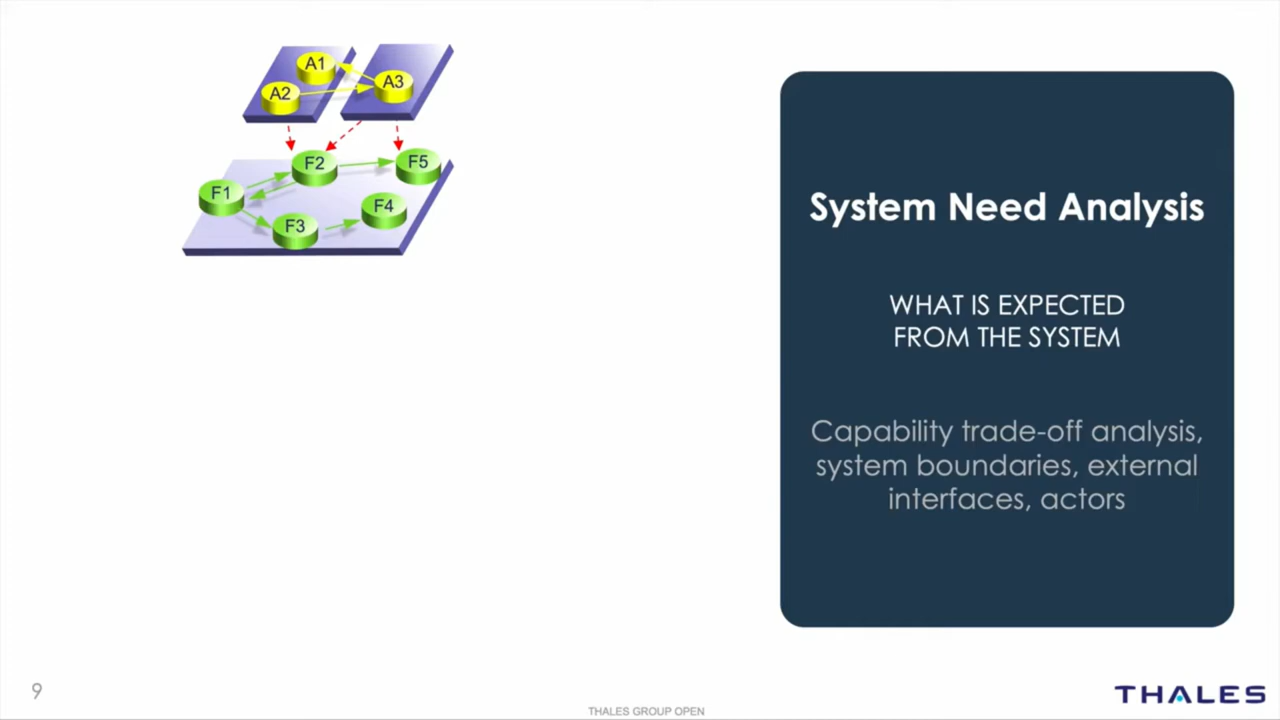 A1
A2
A3
F1
F2
F5
F3
F4
System Need Analysis
WHAT IS EXPECTED
FROM THE SYSTEM
Capability trade-off analysis,
system boundaries, external
interfaces, actors
9
THALES GROUP OPEN
THALES